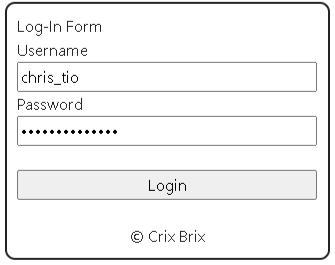 Log-In Form
Username
chris_tio
Password
••••••••••••••
Login
© Crix Brix